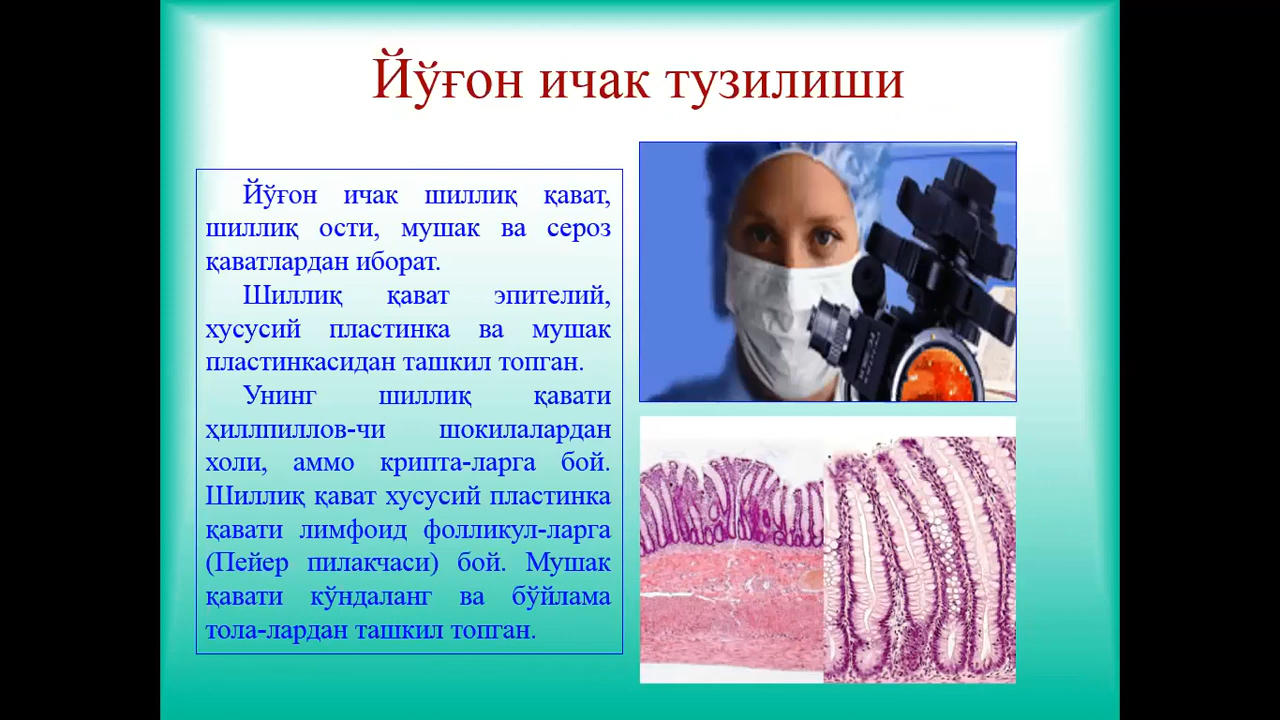 Йўғон ичак тузилиши
Йўғон ичак шиллиқ қават,
шиллиқ ости, мушак ва сероз
қаватлардан иборат.
Шиллиқ қават эпителий,
хусусий пластинка ва мушак
пластинкасидан ташкил топган.
Унинг шиллиқ қавати
ҳиллпиллов-чи шокилалардан
холи, аммо крипта-ларга бой.
Шиллиқ қават хусусий пластинка
қавати лимфоид фолликул-ларга
(Пейер пилакчаси) бой. Мушак
қавати кўндаланг ва бўйлама
тола-лардан ташкил топган.